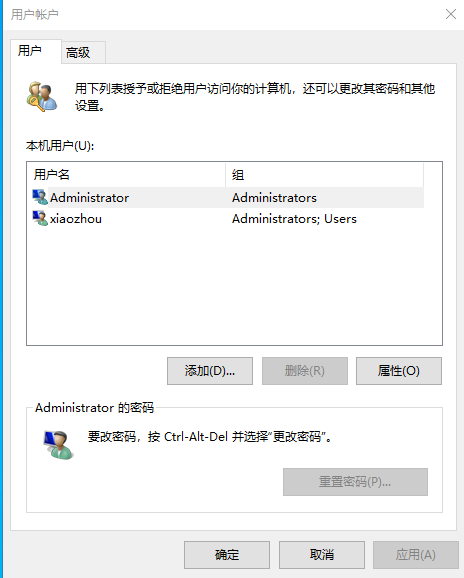 用户帐户
用户
高级
用下列表授予或拒绝用户访问你的计算机，还可以更改其密码和其他
设置。
本机用户(U):
用户名 组
Administrator Administrators
xiaozhou Administrators; Users
添加(D)... 删除(R) 属性(O)
Administrator 的密码
要改密码，按 Ctrl-Alt-Del 并选择“更改密码”。
重置密码(P)...
确定 取消 应用(A)